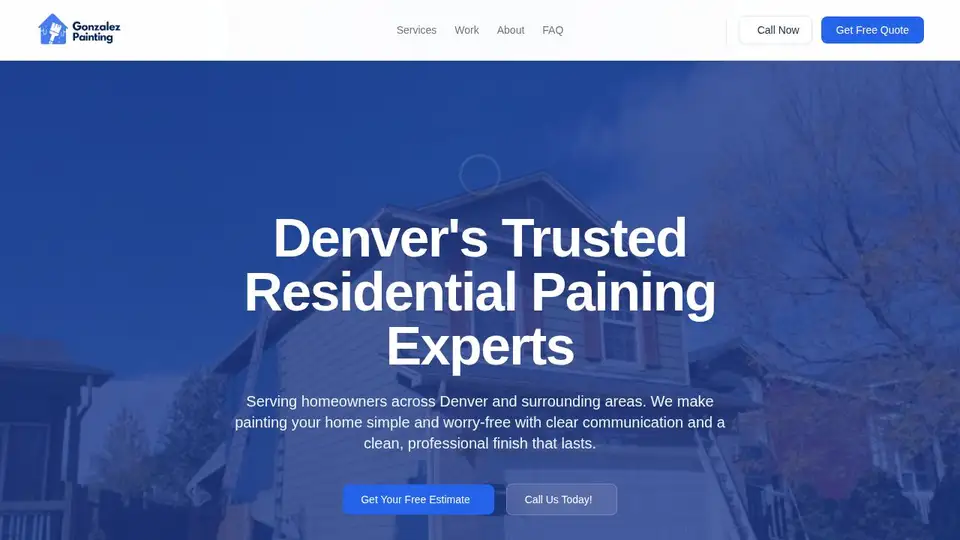 Gonzalez
Painting
Services
Work
About
FAQ
Call Now
Get Free Quote
Denver's Trusted
Residential Paining
Experts
Serving homeowners across Denver and surrounding areas. We make
painting your home simple and worry-free with clear communication and a
clean, professional finish that lasts.
Get Your Free Estimate
Call Us Today!